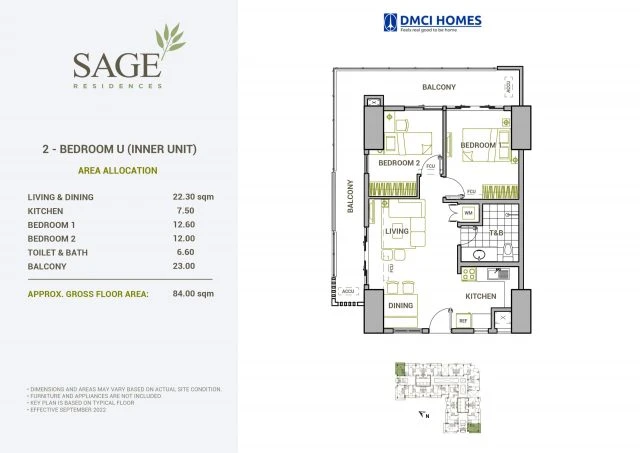 DMCI HOMES
Feels real good to be home.
SAGE
RESIDENCES
2 - BEDROOM U (INNER UNIT)
AREA ALLOCATION
LIVING & DINING 22.30 sqm
KITCHEN 7.50
BEDROOM 1 12.60
BEDROOM 2 12.00
TOILET & BATH 6.60
BALCONY 23.00
APPROX. GROSS FLOOR AREA: 84.00 sqm
• DIMENSIONS AND AREAS MAY VARY BASED ON ACTUAL SITE CONDITION.
• FURNITURE AND APPLIANCES ARE NOT INCLUDED
• KEY PLAN IS BASED ON TYPICAL FLOOR
• EFFECTIVE SEPTEMBER 2022
BALCONY
ACCU
BEDROOM 1
BEDROOM 2
FCU
FCU
BALCONY
LIVING
WM
T&B
FCU
KITCHEN
ACCU
DINING
REF
N